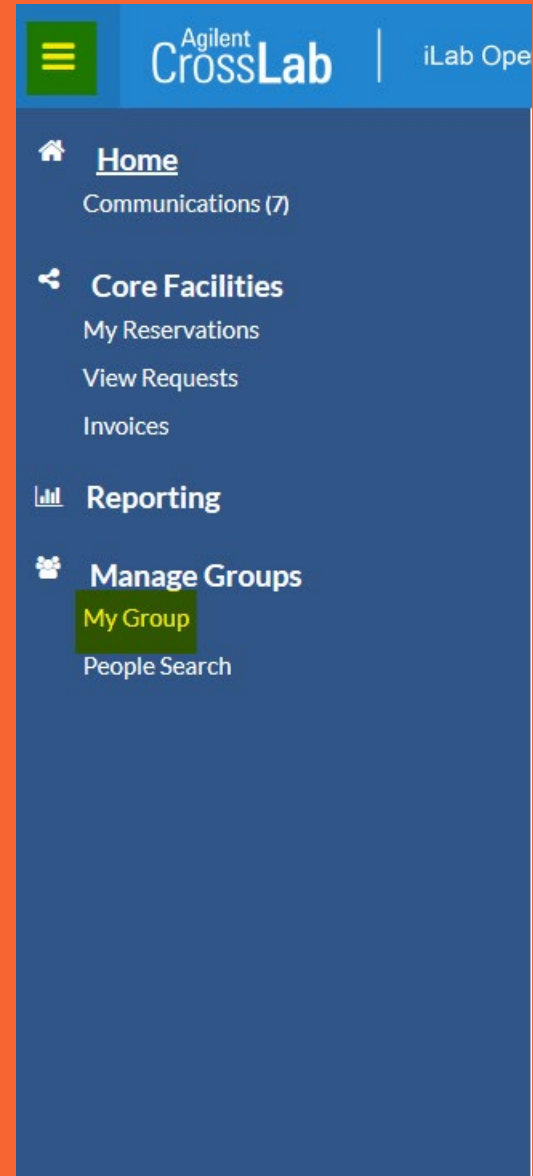 Agilent
CrossLab
iLab Ope
Home
Communications (7)
Core Facilities
My Reservations
View Requests
Invoices
Reporting
Manage Groups
My Group
People Search